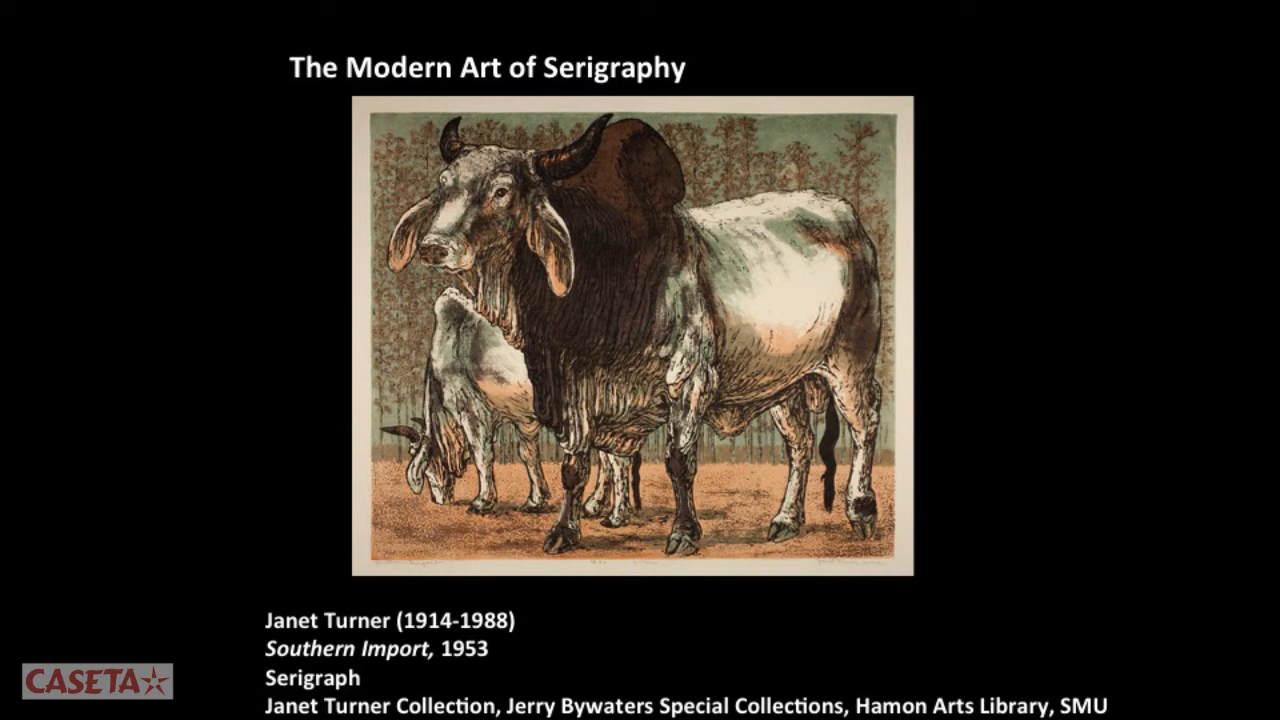 The Modern Art of Serigraphy
Janet Turner (1914-1988)
Southern Import, 1953
Serigraph
CASETA
Janet Turner Collection, Jerry Bywaters Special Collections, Hamon Arts Library, SMU